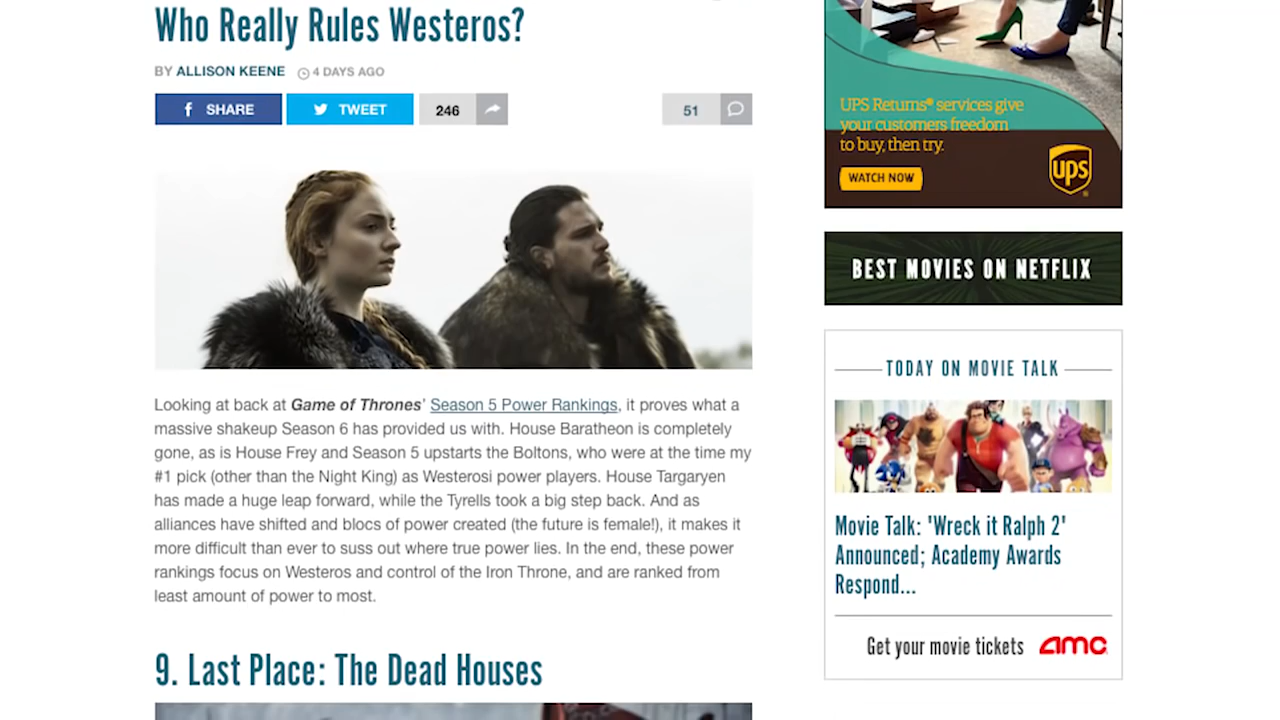 Who Really Rules Westeros?
BY ALLISON KEENE 4 DAYS AGO
SHARE
TWEET
246
51
Looking at back at Game of Thrones' Season 5 Power Rankings, it proves what a
massive shakeup Season 6 has provided us with. House Baratheon is completely
gone, as is House Frey and Season 5 upstarts the Boltons, who were at the time my
#1 pick (other than the Night King) as Westerosi power players. House Targaryen
has made a huge leap forward, while the Tyrells took a big step back. And as
alliances have shifted and blocs of power created (the future is female!), it makes it
more difficult than ever to suss out where true power lies. In the end, these power
rankings focus on Westeros and control of the Iron Throne, and are ranked from
least amount of power to most.
9. Last Place: The Dead Houses
UPS Returns® services give
your customers freedom
to buy, then try.
WATCH NOW
ups
BEST MOVIES ON NETFLIX
TODAY ON MOVIE TALK
Movie Talk: 'Wreck it Ralph 2'
Announced; Academy Awards
Respond...
Get your movie tickets amc